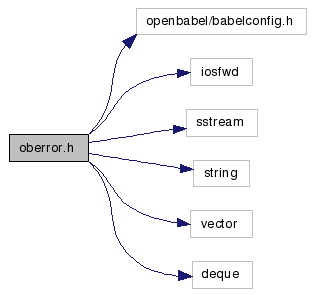 openbabel/babelconfig.h
iosfwd
sstream
oberror.h
string
vector
deque